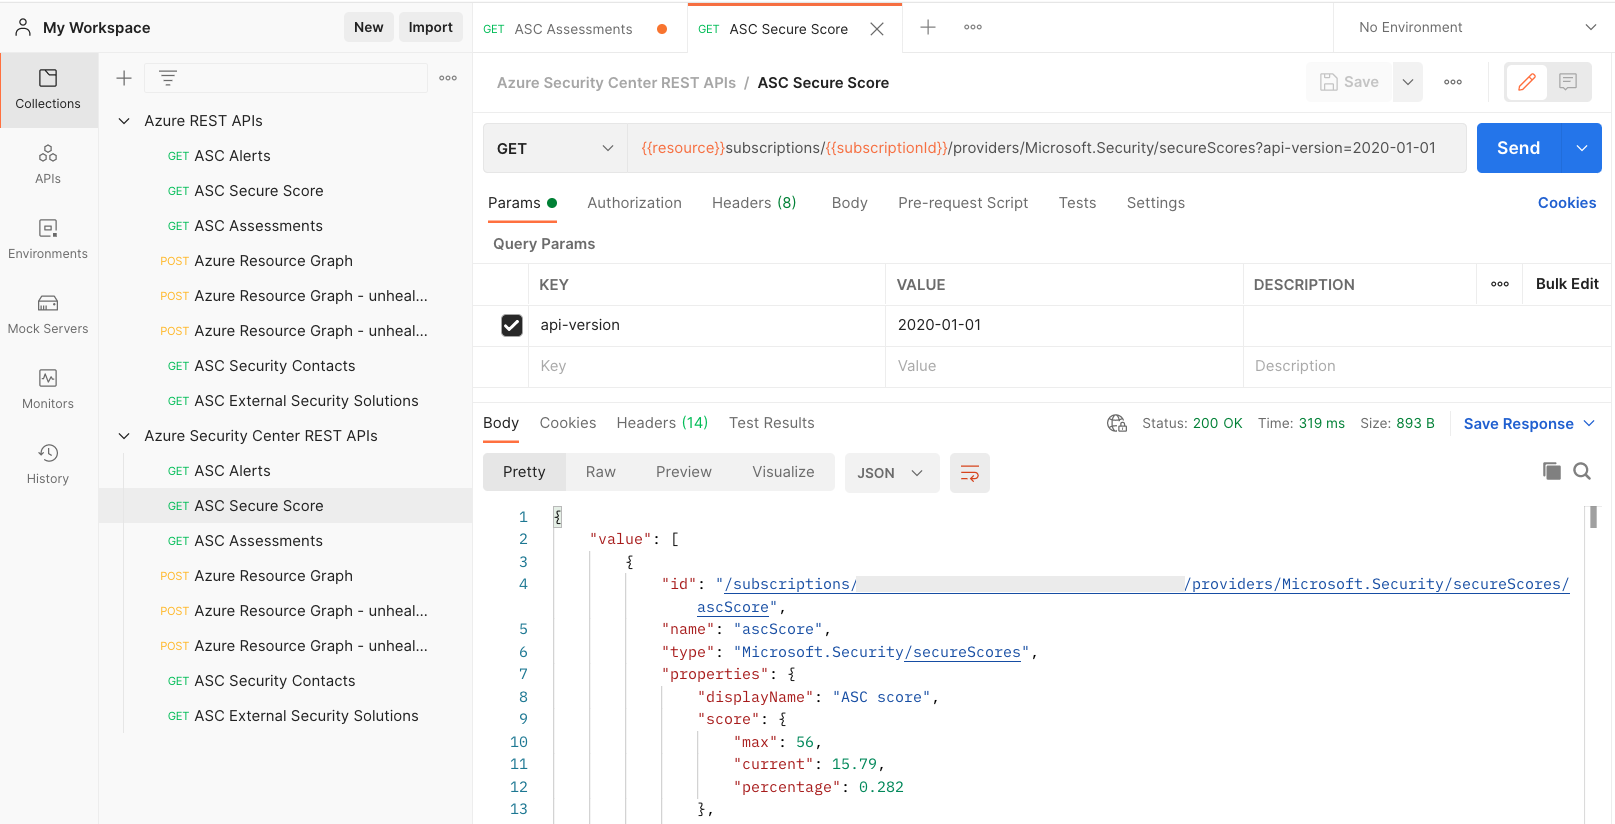 My Workspace
New
Import
GET ASC Assessments
GET ASC Secure Score
No Environment
Collections
APIs
Environments
Mock Servers
Monitors
History
Azure REST APIs
GET ASC Alerts
GET ASC Secure Score
GET ASC Assessments
POST Azure Resource Graph
POST Azure Resource Graph - unheal...
POST Azure Resource Graph - unheal...
GET ASC Security Contacts
GET ASC External Security Solutions
Azure Security Center REST APIs
GET ASC Alerts
GET ASC Secure Score
GET ASC Assessments
POST Azure Resource Graph
POST Azure Resource Graph - unheal...
POST Azure Resource Graph - unheal...
GET ASC Security Contacts
GET ASC External Security Solutions
Azure Security Center REST APIs / ASC Secure Score
Save
GET
{{resource}}subscriptions/{{subscriptionId}}/providers/Microsoft.Security/secureScores?api-version=2020-01-01
Send
Params Authorization Headers (8) Body Pre-request Script Tests Settings Cookies
Query Params
KEY VALUE DESCRIPTION Bulk Edit
api-version 2020-01-01
Key Value Description
Body Cookies Headers (14) Test Results Status: 200 OK Time: 319 ms Size: 893 B Save Response
Pretty Raw Preview Visualize JSON
1 {
2 "value": [
3 {
4 "id": "/subscriptions/ /providers/Microsoft.Security/secureScores/
ascScore",
5 "name": "ascScore",
6 "type": "Microsoft.Security/secureScores",
7 "properties": {
8 "displayName": "ASC score",
9 "score": {
10 "max": 56,
11 "current": 15.79,
12 "percentage": 0.282
13 },